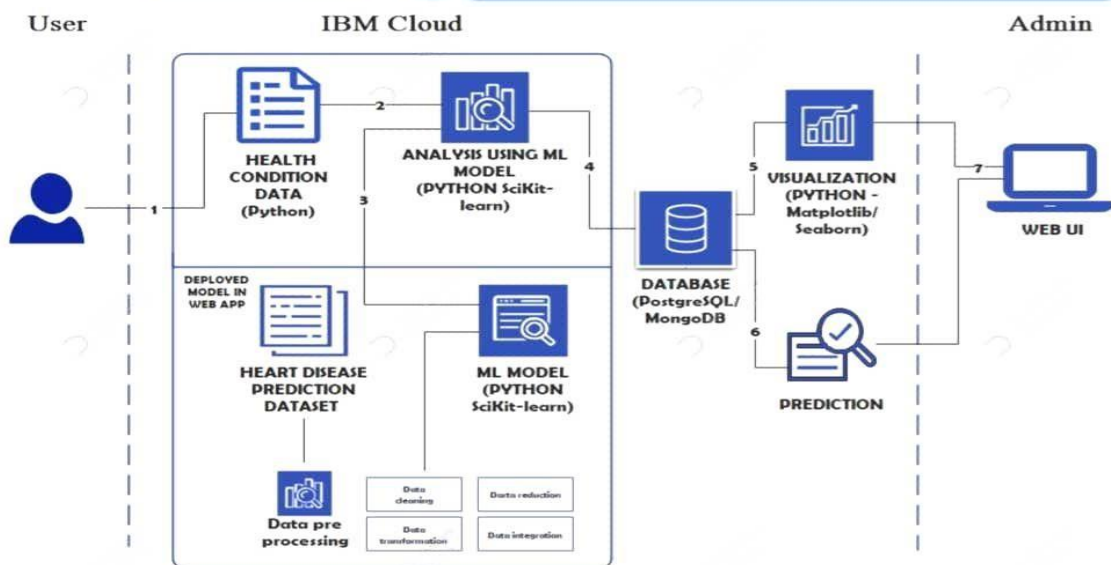 User
IBM Cloud
Admin
1
HEALTH
CONDITION
DATA
(Python)
2
ANALYSIS USING ML
MODEL
(PYTHON SciKit-
learn)
3
4
DATABASE
(PostgreSQL/
MongoDB
5
VISUALIZATION
(PYTHON -
Matplotlib/
Seaborn)
6
PREDICTION
7
WEB UI
DEPLOYED
MODEL IN
WEB APP
HEART DISEASE
PREDICTION
DATASET
ML MODEL
(PYTHON
SciKit-learn)
Data pre
processing
Data
cleaning
Data reduction
Data
transformation
Data integration